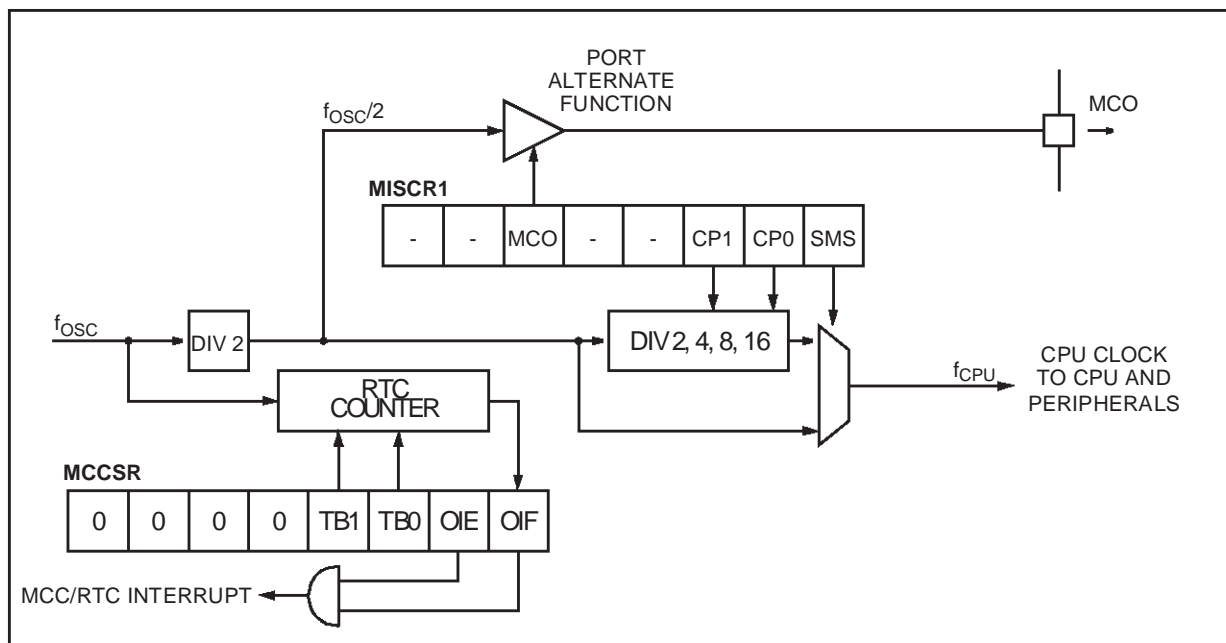 PORT
ALTERNATE
FUNCTION
fOSC/2
MCO
MISCR1
- - MCO - - CP1 CP0 SMS
fOSC
DIV 2
DIV 2, 4, 8, 16
RTC
COUNTER
fCPU
CPU CLOCK
TO CPU AND
PERIPHERALS
MCCSR
0 0 0 0 TB1 TB0 OIE OIF
MCC/RTC INTERRUPT